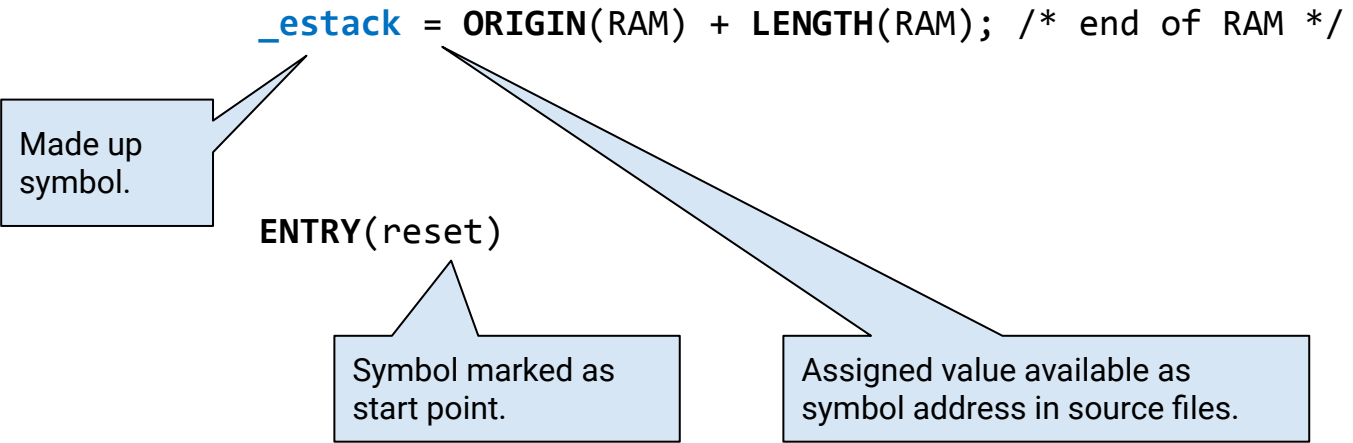 _estack = ORIGIN(RAM) + LENGTH(RAM); /* end of RAM */
Made up
symbol.
ENTRY(reset)
Symbol marked as
start point.
Assigned value available as
symbol address in source files.